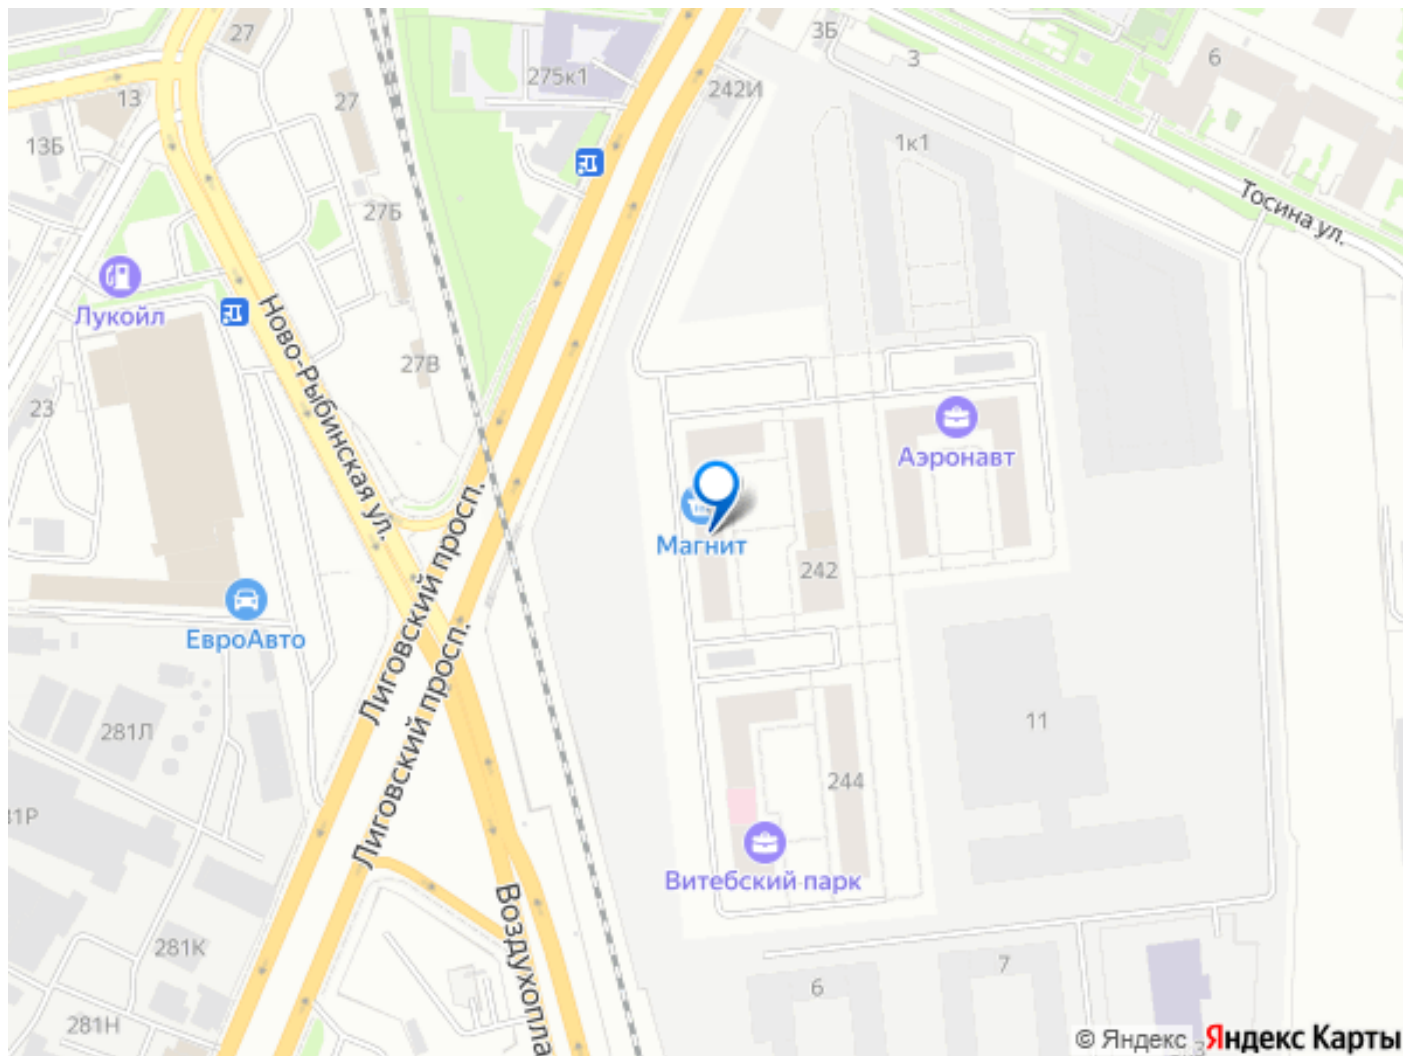 27
3Б
3
6
275к1
242И
13
27
13Б
1к1
Тосина ул.
27Б
Лукойл
Ново-Рыбинская ул.
27В
23
Аэронавт
Лиговский просп.
Магнит
242
ЕвроАвто
Лиговский просп.
281Л
11
244
Витебский парк
Воздухопла
281К
7
6
281Н
© Яндекс
Яндекс Карты